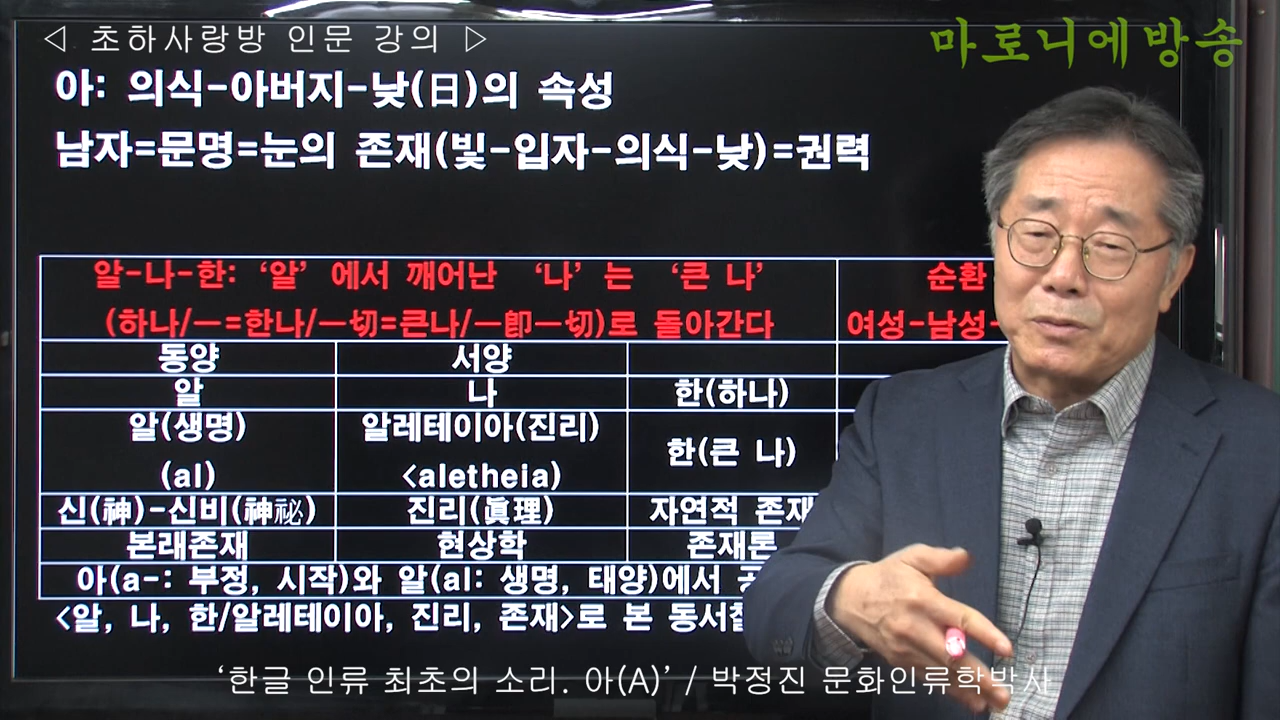 ◁ 초하사랑방 인문 강의 ▷
마로니에방송
아: 의식-아버지-낮(日)의 속성
남자=문명=눈의 존재(빛-입자-의식-낮)=권력
알-나-한: ‘알’에서 깨어난 ‘나’는 ‘큰 나’
(하나/一=한나/一切=큰나/一卽一切)로 돌아간다
순환
여성-남성-
동양 서양
알 나 한(하나)
알(생명)
(al)
알레테이아(진리)
<aletheia)
한(큰 나)
신(神)-신비(神祕) 진리(眞理) 자연적 존재
본래존재 현상학 존재론
아(a-: 부정, 시작)와 알(al: 생명, 태양)에서
<알, 나, 한/알레테이아, 진리, 존재>로 본
‘한글 인류 최초의 소리. 아(A)’ / 박정진 문화인류학박사